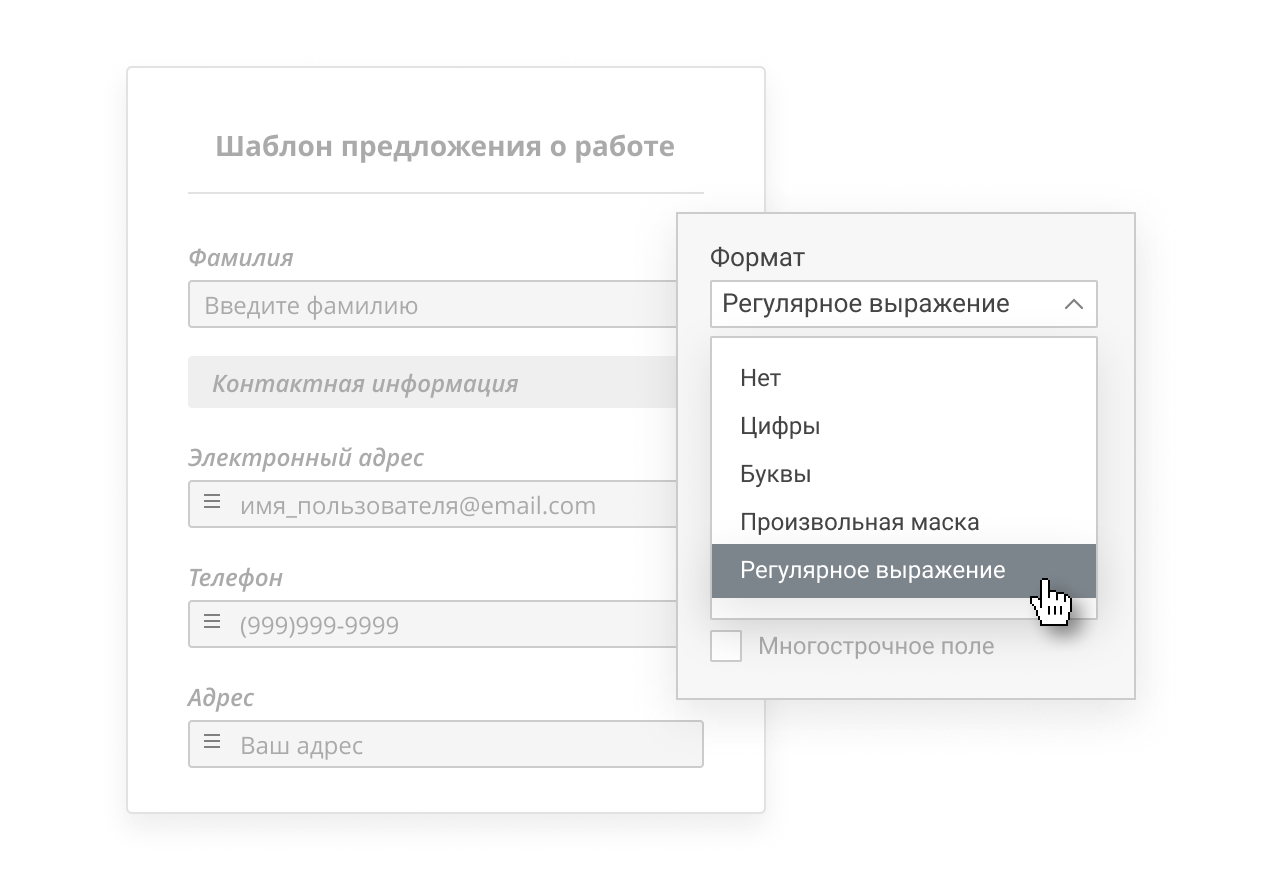 Шаблон предложения о работе
Фамилия
Введите фамилию
Контактная информация
Электронный адрес
имя_пользователя@email.com
Телефон
(999)999-9999
Адрес
Ваш адрес
Формат
Регулярное выражение
Нет
Цифры
Буквы
Произвольная маска
Регулярное выражение
Многострочное поле